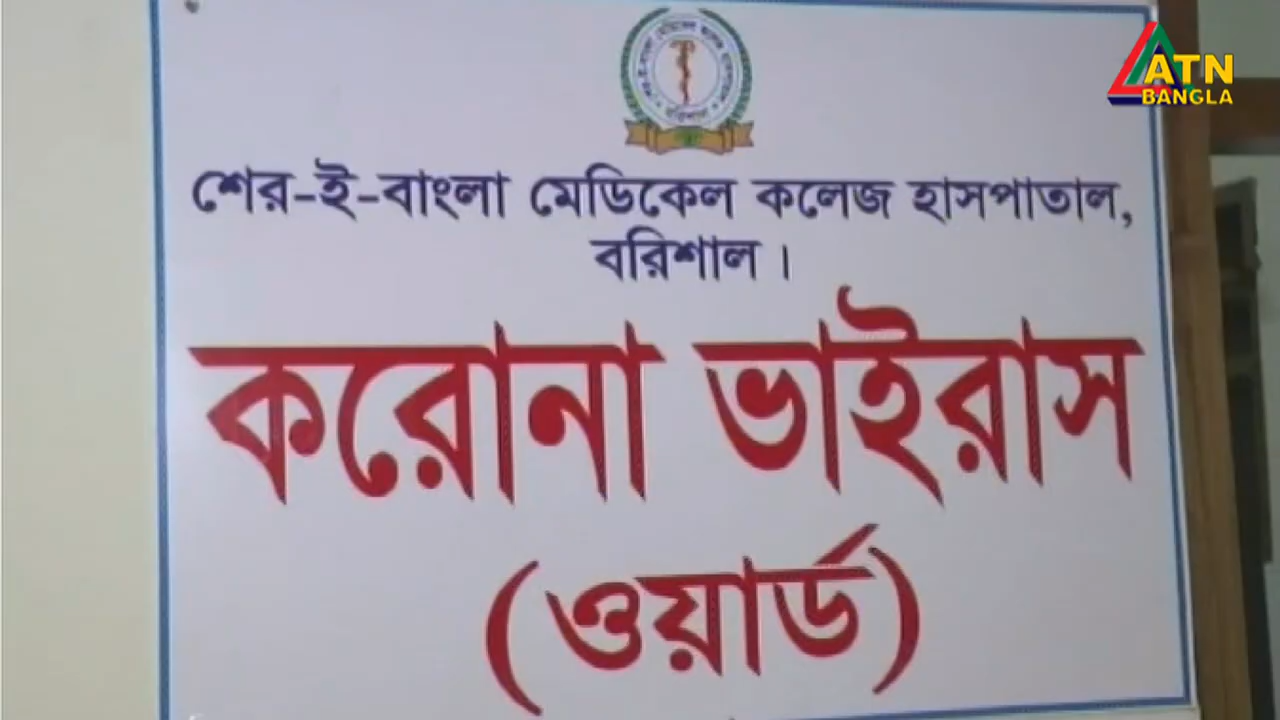 শের-ই-বাংলা মেডিকেল কলেজ হাসপাতাল,
বরিশাল।
করোনা ভাইরাস
(ওয়ার্ড)
ATN
BANGLA